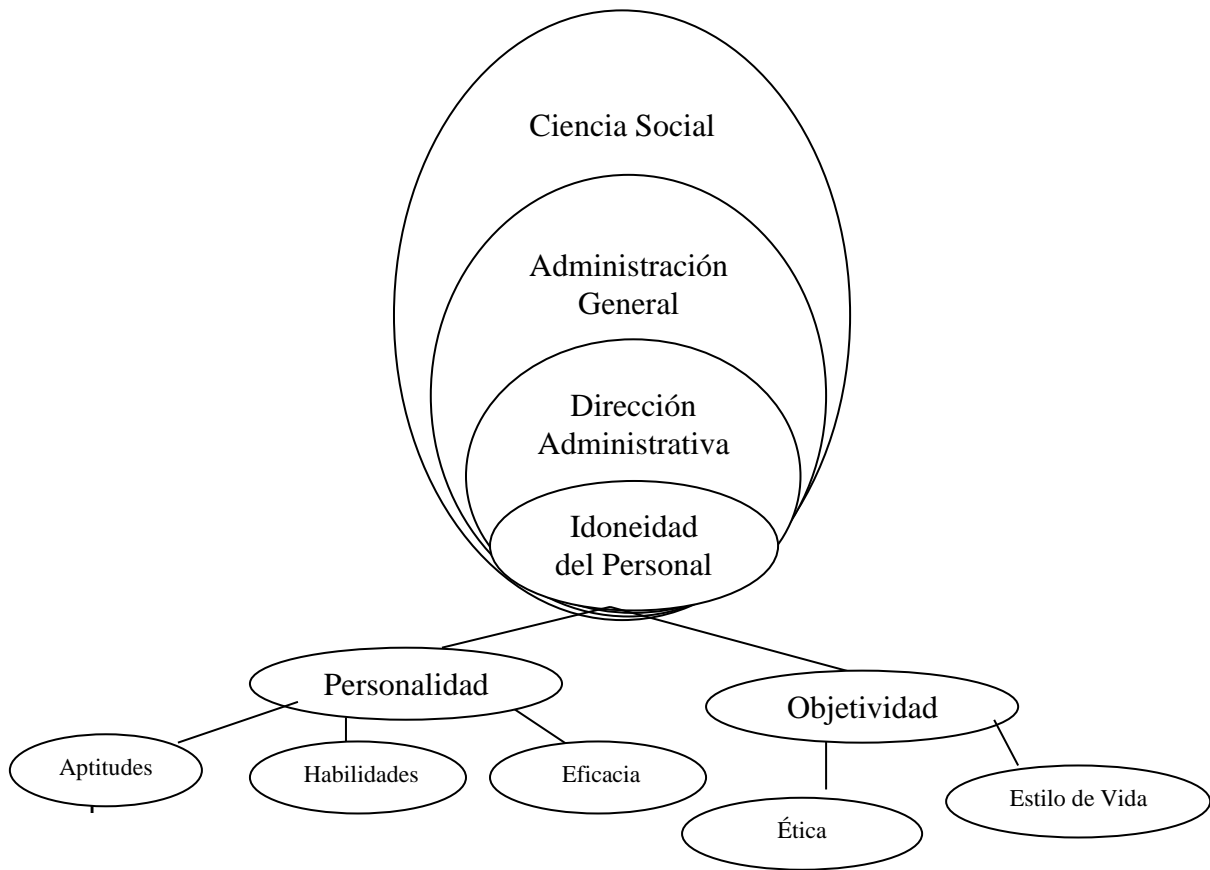 Ciencia Social
Administración
General
Dirección
Administrativa
Idoneidad
del Personal
Personalidad
Objetividad
Aptitudes
Habilidades
Eficacia
Estilo de Vida
Ética